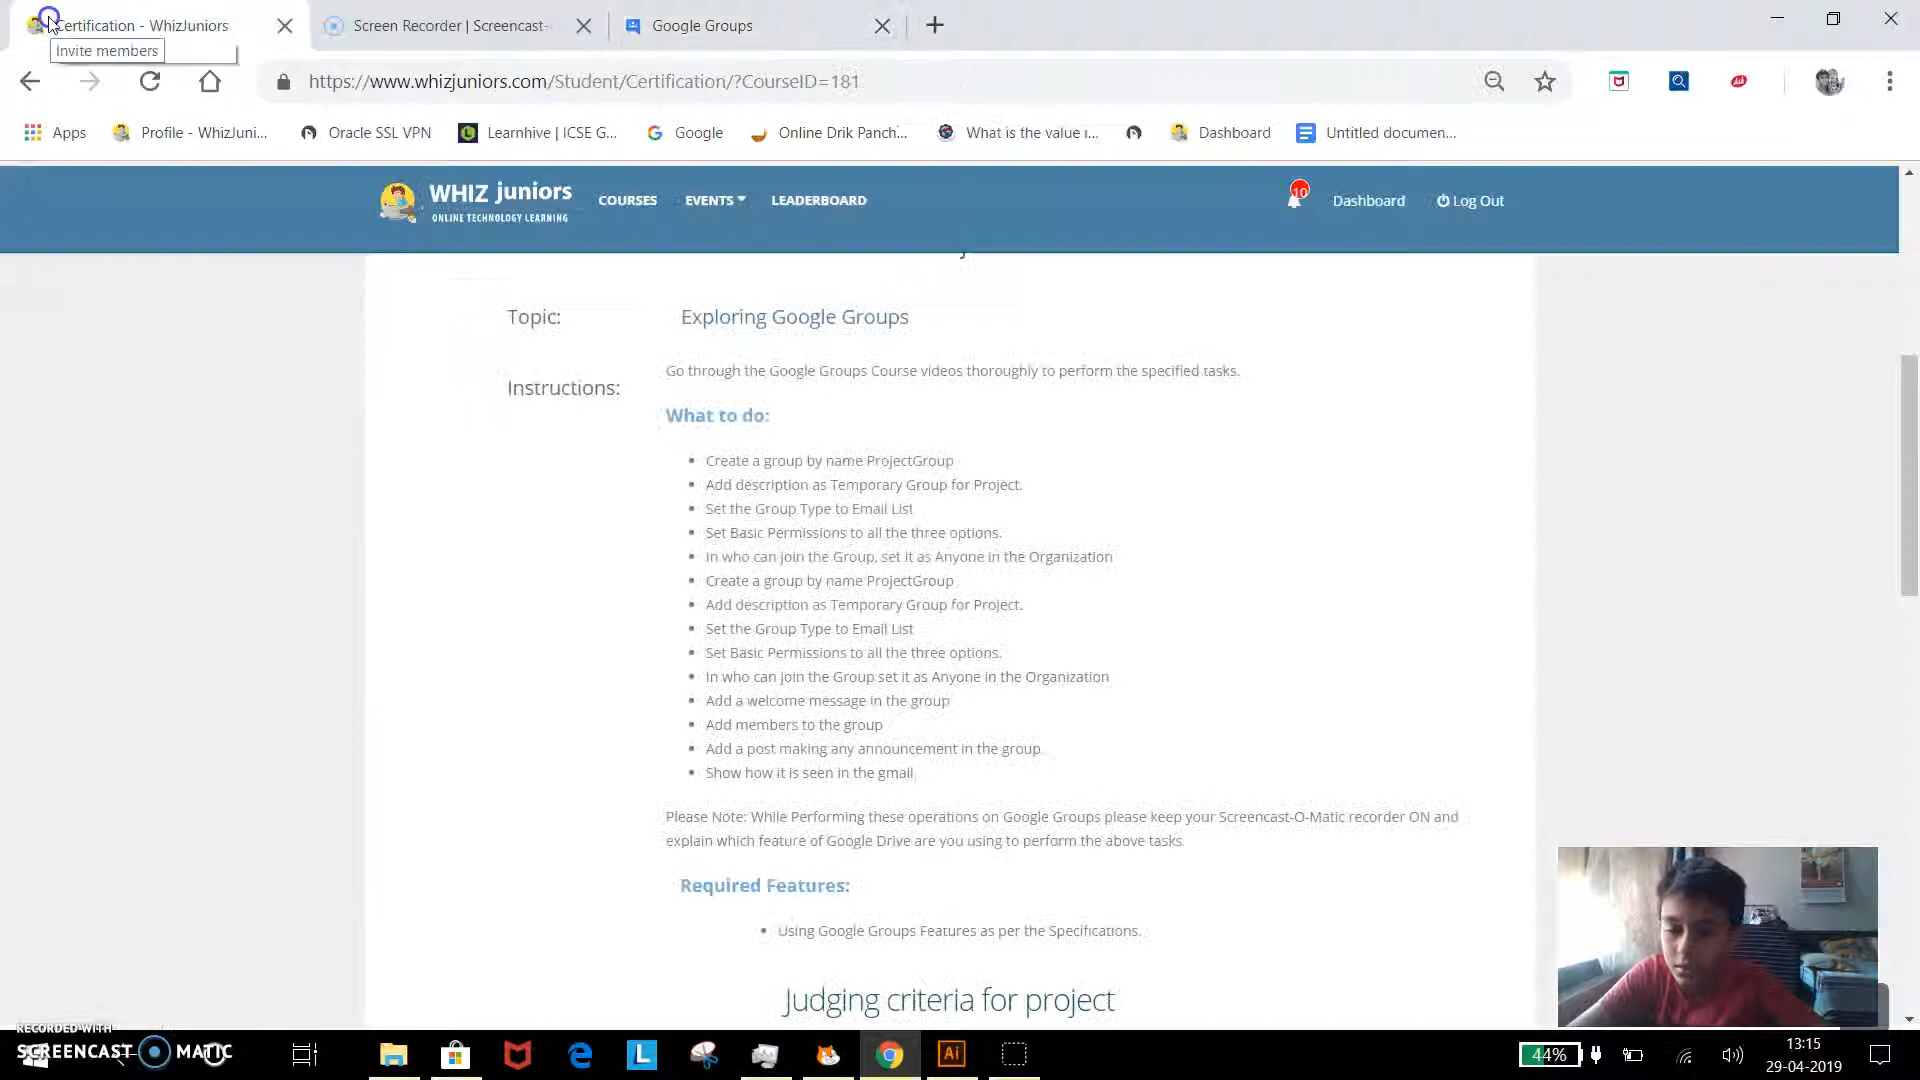 Certification - WhizJuniors
Screen Recorder | Screencast-
Google Groups
Invite members
https://www.whizjuniors.com/Student/Certification/?CourseID=181
Apps
Profile - WhizJuni...
Oracle SSL VPN
Learnhive | ICSE G...
Google
Online Drik Panch...
What is the value i...
Dashboard
Untitled documen...
WHIZ juniors
ONLINE TECHNOLOGY LEARNING
COURSES
EVENTS
LEADERBOARD
10
Dashboard
Log Out
Topic:
Exploring Google Groups
Instructions:
Go through the Google Groups Course videos thoroughly to perform the specified tasks.
What to do:
• Create a group by name ProjectGroup
• Add description as Temporary Group for Project.
• Set the Group Type to Email List
• Set Basic Permissions to all the three options.
• In who can join the Group, set it as Anyone in the Organization
• Create a group by name ProjectGroup
• Add description as Temporary Group for Project.
• Set the Group Type to Email List
• Set Basic Permissions to all the three options.
• In who can join the Group set it as Anyone in the Organization
• Add a welcome message in the group
• Add members to the group
• Add a post making any announcement in the group
• Show how it is seen in the gmail
Please Note: While Performing these operations on Google Groups please keep your Screencast-O-Matic recorder ON and
explain which feature of Google Drive are you using to perform the above tasks.
Required Features:
• Using Google Groups Features as per the Specifications.
Judging criteria for project
RECORDED WITH
SCREENCAST MATIC
L
Ai
44%
13:15
29-04-2019